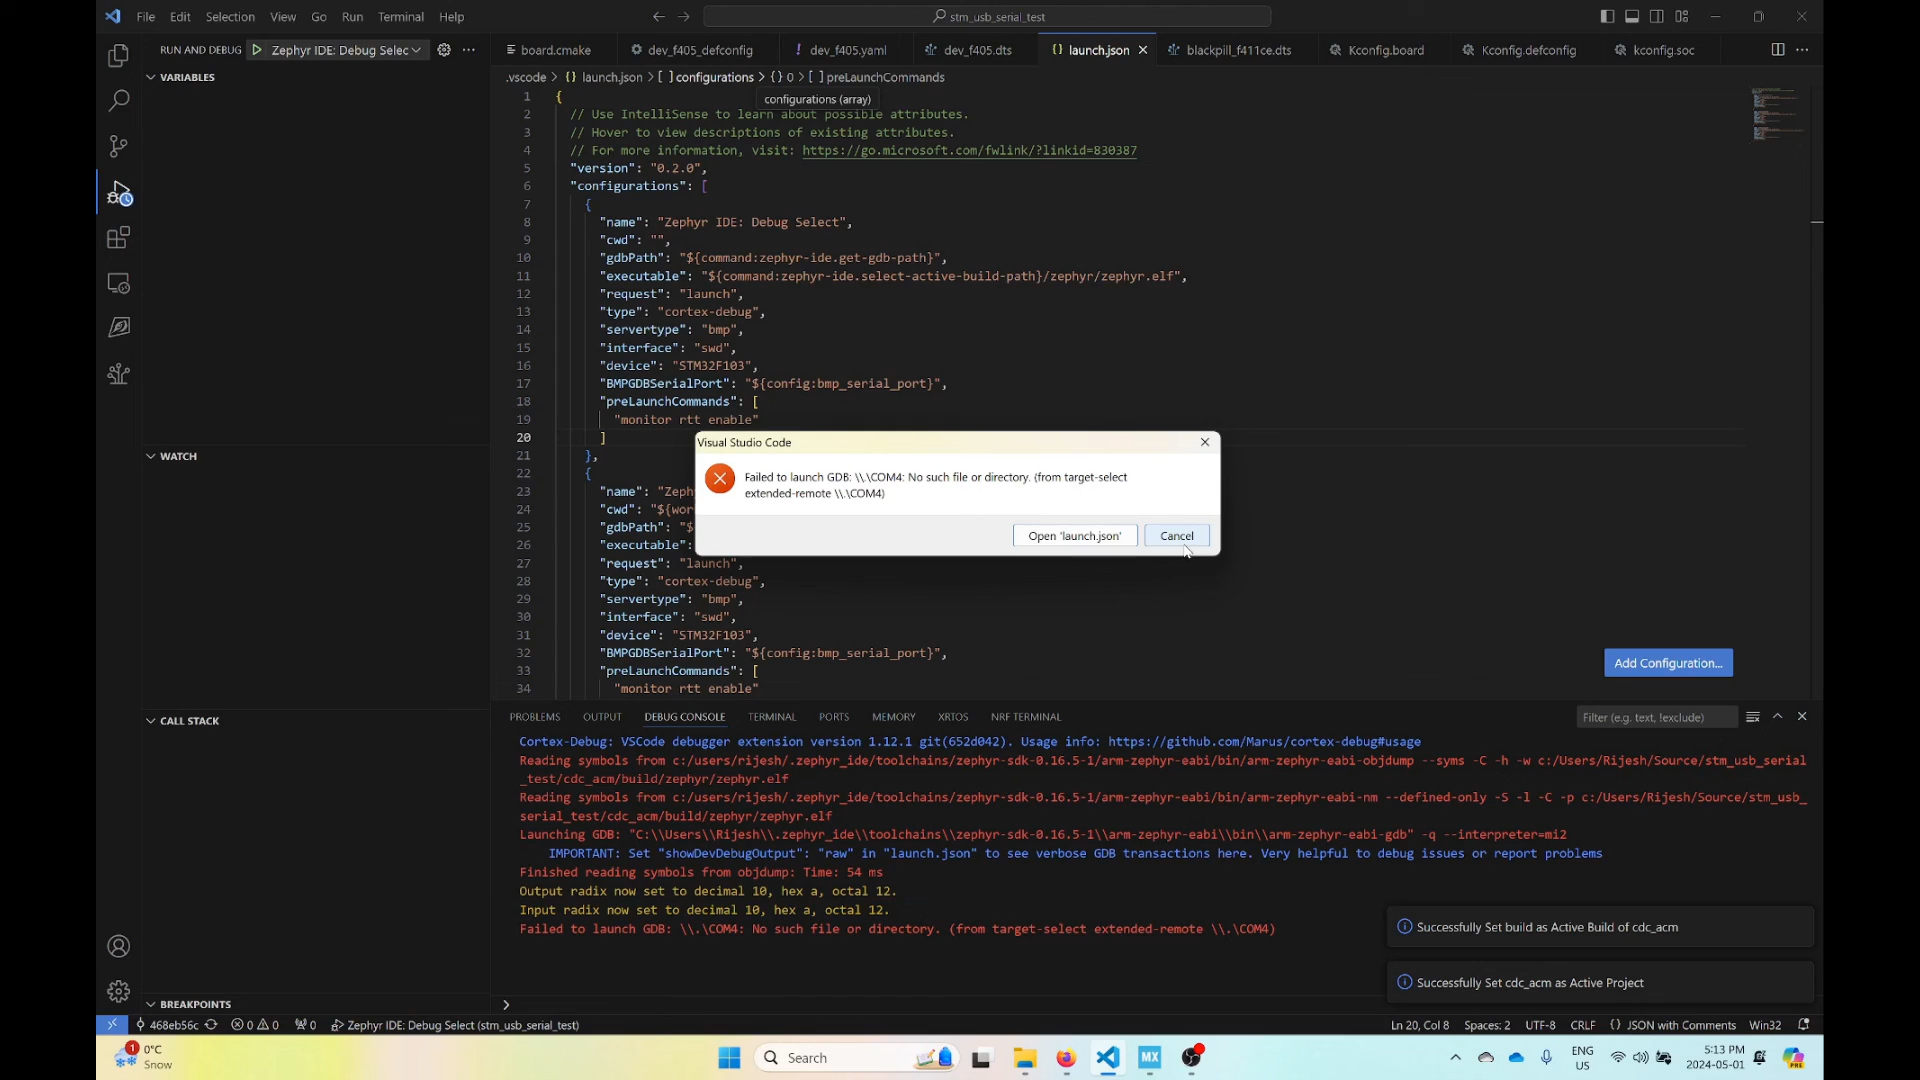 File Edit Selection View Go Run Terminal Help
stm_usb_serial_test
RUN AND DEBUG Zephyr IDE: Debug Selec
board.cmake dev_f405_defconfig dev_f405.yaml dev_f405.dts launch.json blackpill_f411ce.dts Kconfig.board Kconfig.defconfig kconfig.soc
VARIABLES
.vscode > {} launch.json > [ ] configurations > {} 0 > [ ] preLaunchCommands
configurations (array)
1 {
2 // Use IntelliSense to learn about possible attributes.
3 // Hover to view descriptions of existing attributes.
4 // For more information, visit: https://go.microsoft.com/fwlink/?linkid=830387
5 "version": "0.2.0",
6 "configurations": [
7 {
8 "name": "Zephyr IDE: Debug Select",
9 "cwd": "",
10 "gdbPath": "${command:zephyr-ide.get-gdb-path}",
11 "executable": "${command:zephyr-ide.select-active-build-path}/zephyr/zephyr.elf",
12 "request": "launch",
13 "type": "cortex-debug",
14 "servertype": "bmp",
15 "interface": "swd",
16 "device": "STM32F103",
17 "BMPGDBSerialPort": "${config:bmp_serial_port}",
18 "preLaunchCommands": [
19 "monitor rtt enable"
20 ]
21 },
22 {
23 "name": "Zeph
24 "cwd": "${wor
25 "gdbPath": "$
26 "executable":
27 "request": "launch",
28 "type": "cortex-debug",
29 "servertype": "bmp",
30 "interface": "swd",
31 "device": "STM32F103",
32 "BMPGDBSerialPort": "${config:bmp_serial_port}",
33 "preLaunchCommands": [
34 "monitor rtt enable"
Visual Studio Code
Failed to launch GDB: \\.\COM4: No such file or directory. (from target-select
extended-remote \\.\COM4)
Open 'launch.json' Cancel
WATCH
Add Configuration...
CALL STACK
PROBLEMS OUTPUT DEBUG CONSOLE TERMINAL PORTS MEMORY XRTOS NRF TERMINAL
Filter (e.g. text, !exclude)
Cortex-Debug: VSCode debugger extension version 1.12.1 git(652d042). Usage info: https://github.com/Marus/cortex-debug#usage
Reading symbols from c:/users/rijesh/.zephyr_ide/toolchains/zephyr-sdk-0.16.5-1/arm-zephyr-eabi/bin/arm-zephyr-eabi-objdump --syms -C -h -w c:/Users/Rijesh/Source/stm_usb_serial
_test/cdc_acm/build/zephyr/zephyr.elf
Reading symbols from c:/users/rijesh/.zephyr_ide/toolchains/zephyr-sdk-0.16.5-1/arm-zephyr-eabi/bin/arm-zephyr-eabi-nm --defined-only -S -l -C -p c:/Users/Rijesh/Source/stm_usb_
serial_test/cdc_acm/build/zephyr/zephyr.elf
Launching GDB: "C:\\Users\\Rijesh\\.zephyr_ide\\toolchains\\zephyr-sdk-0.16.5-1\\arm-zephyr-eabi\\bin\\arm-zephyr-eabi-gdb" -q --interpreter=mi2
IMPORTANT: Set "showDevDebugOutput": "raw" in "launch.json" to see verbose GDB transactions here. Very helpful to debug issues or report problems
Finished reading symbols from objdump: Time: 54 ms
Output radix now set to decimal 10, hex a, octal 12.
Input radix now set to decimal 10, hex a, octal 12.
Failed to launch GDB: \\.\COM4: No such file or directory. (from target-select extended-remote \\.\COM4)
Successfully Set build as Active Build of cdc_acm
Successfully Set cdc_acm as Active Project
BREAKPOINTS
468eb56c 0 0 0 Zephyr IDE: Debug Select (stm_usb_serial_test)
Ln 20, Col 8 Spaces: 2 UTF-8 CRLF {} JSON with Comments Win32
1 0°C
Snow
Search
MX
ENG
US
5:13 PM
2024-05-01
PRE